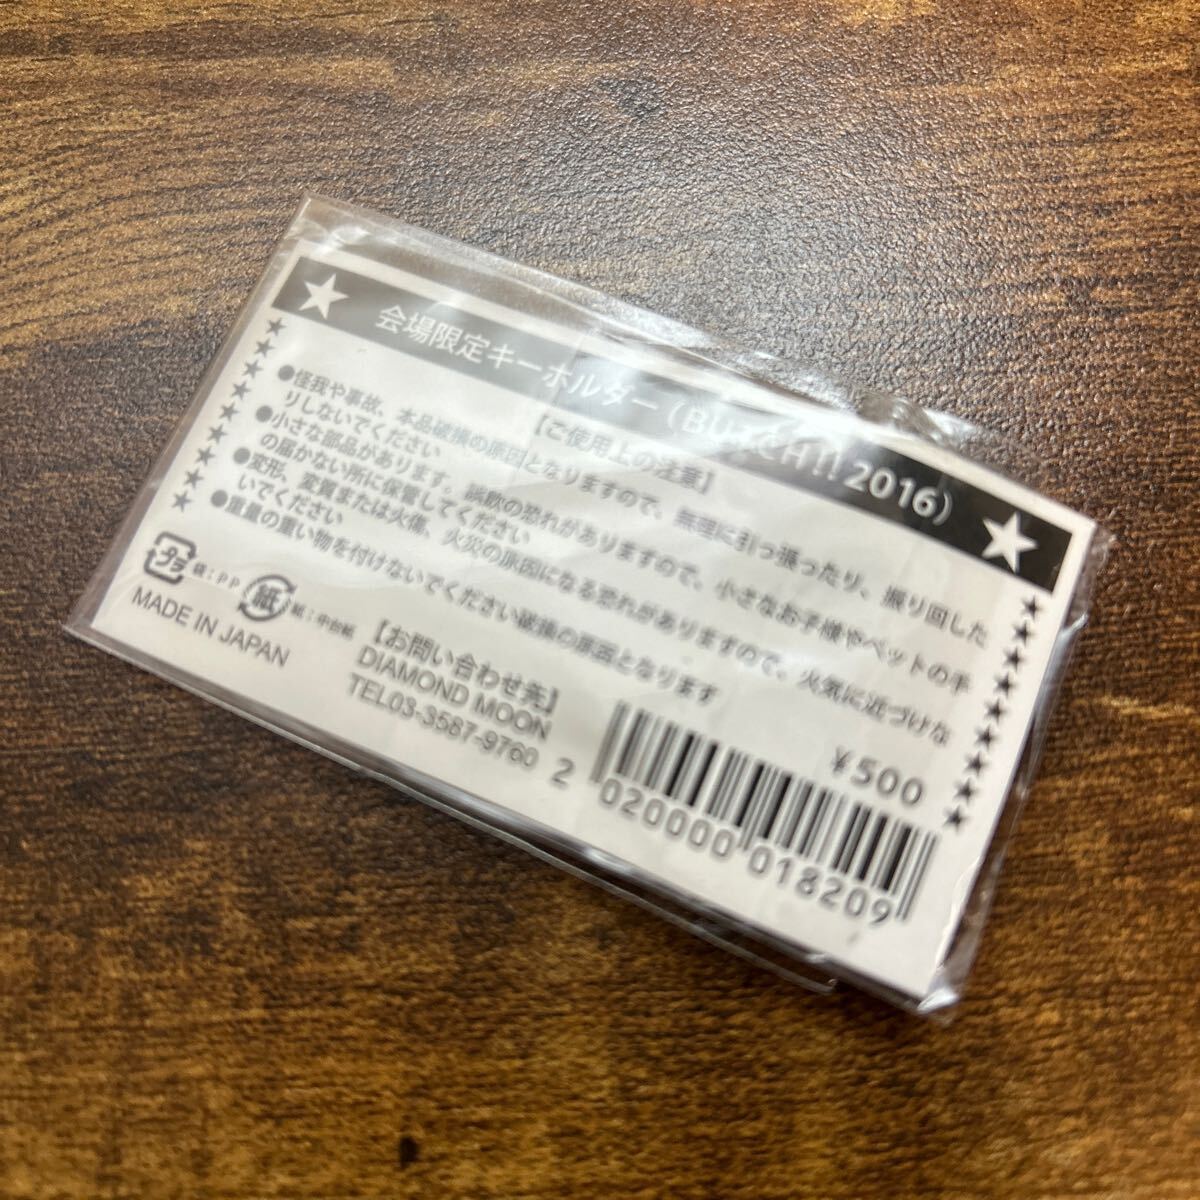 ★ 会場限定キーホルダー(BUTCH!! 2016) ★
【ご使用上の注意】
●怪我や事故、本品破損の原因となりますので、無理に引っ張ったり、振り回した
りしないでください
●小さな部品があります。誤飲の恐れがありますので、小さなお子様やペットの手
の届かない所に保管してください
●変形、変質または火傷、火災の原因になる恐れがありますので、火気に近づけな
いでください
●重量の重い物を付けないでください破損の原因となります
プラ 袋:PP 紙 紙:中台紙
MADE IN JAPAN
【お問い合わせ先】
DIAMOND MOON
TEL03-3587-9760
¥500
2 020000 018209